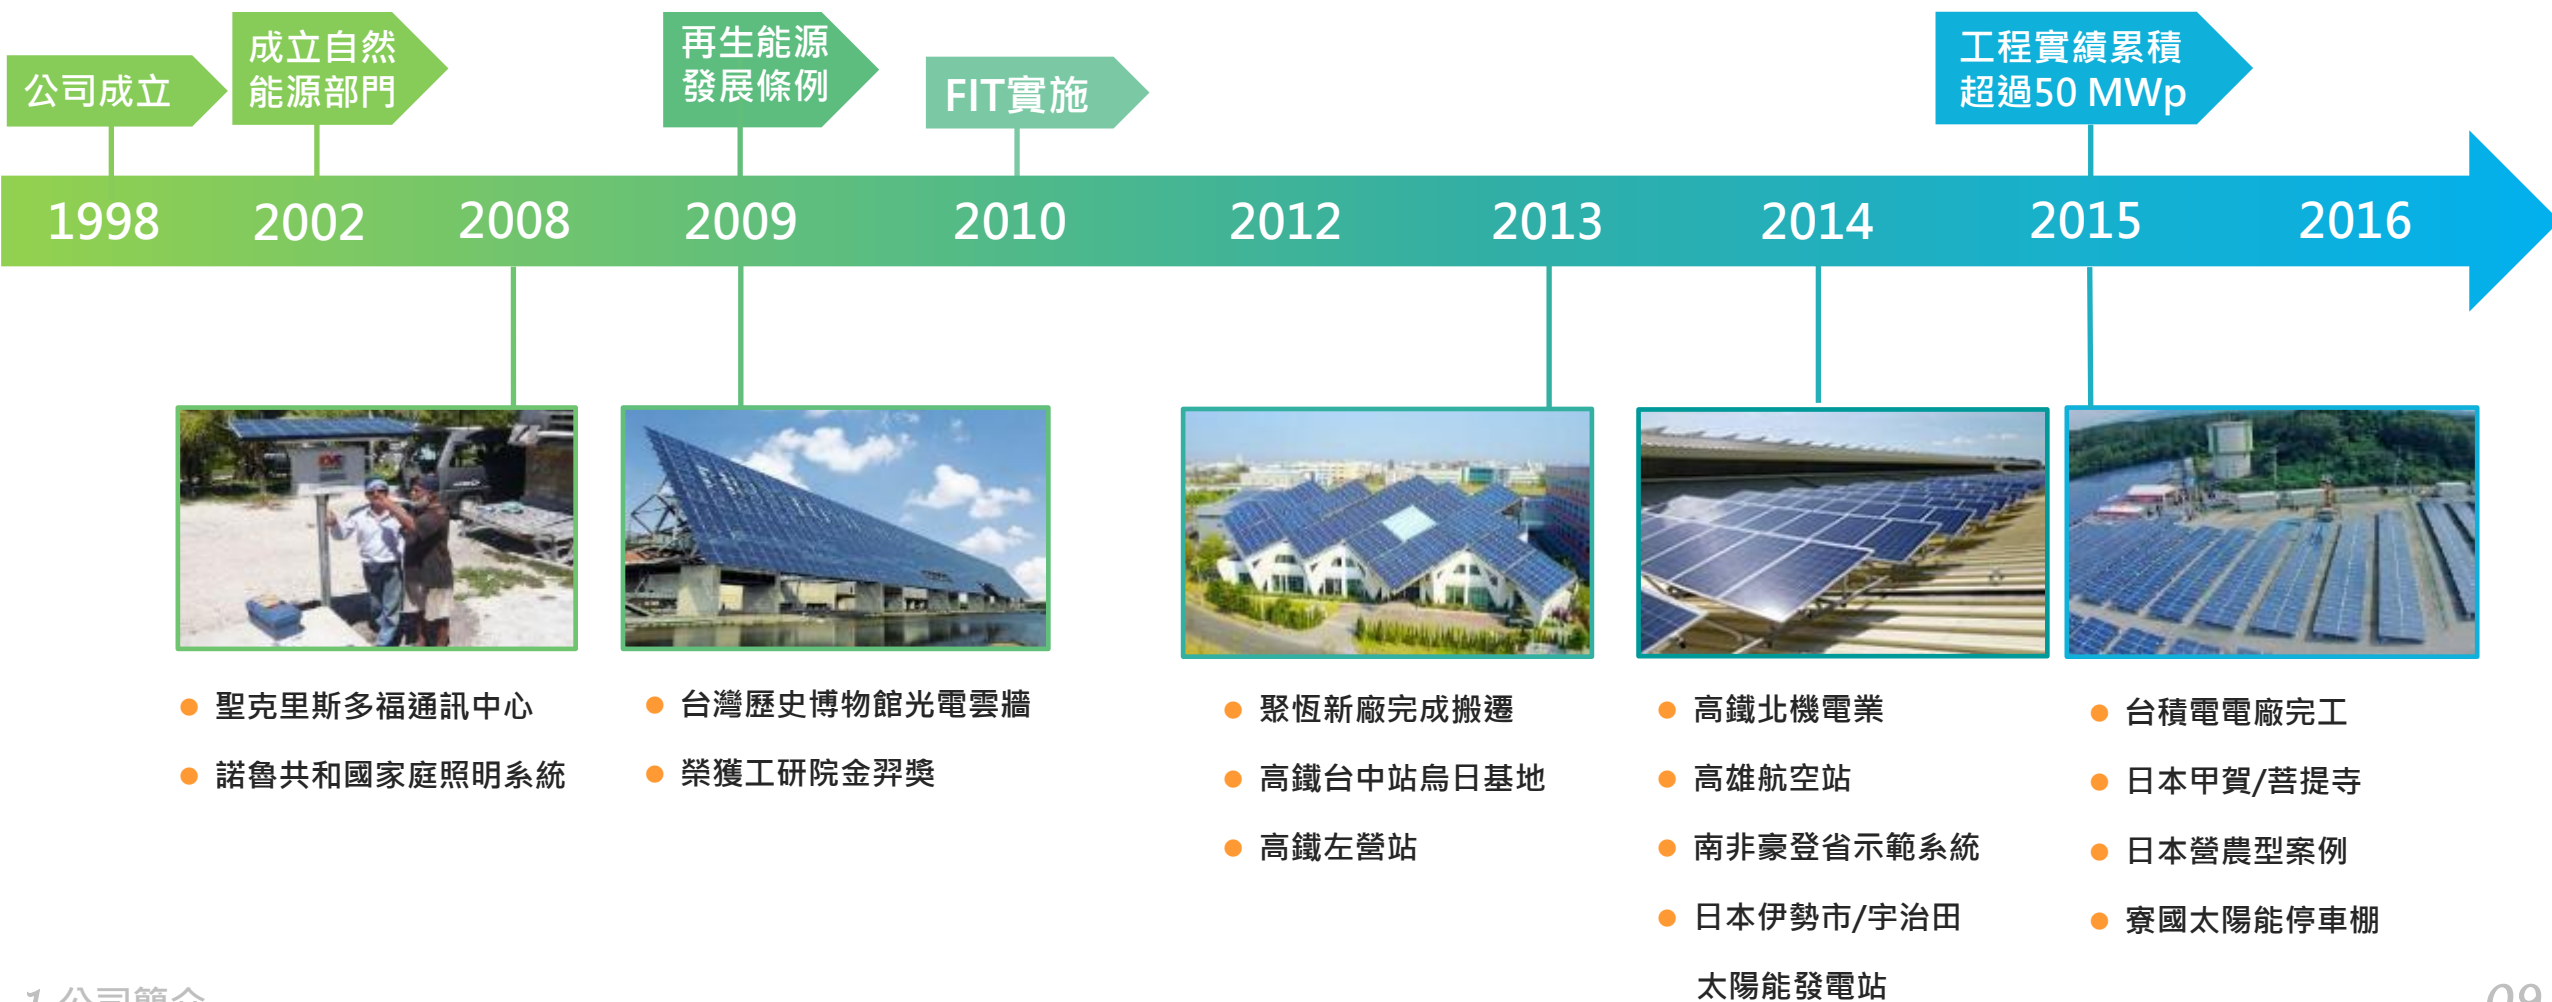 公司成立
成立自然
能源部門
再生能源
發展條例
FIT實施
工程實績累積
超過50 MWp
1998
2002
2008
2009
2010
2012
2013
2014
2015
2016
聖克里斯多福通訊中心
諾魯共和國家庭照明系統
台灣歷史博物館光電雲牆
榮獲工研院金羿獎
聚恆新廠完成搬遷
高鐵台中站烏日基地
高鐵左營站
高鐵北機電業
高雄航空站
南非豪登省示範系統
日本伊勢市/宇治田
太陽能發電站
台積電電廠完工
日本甲賀/菩提寺
日本營農型案例
寮國太陽能停車棚
1 公司簡介
09